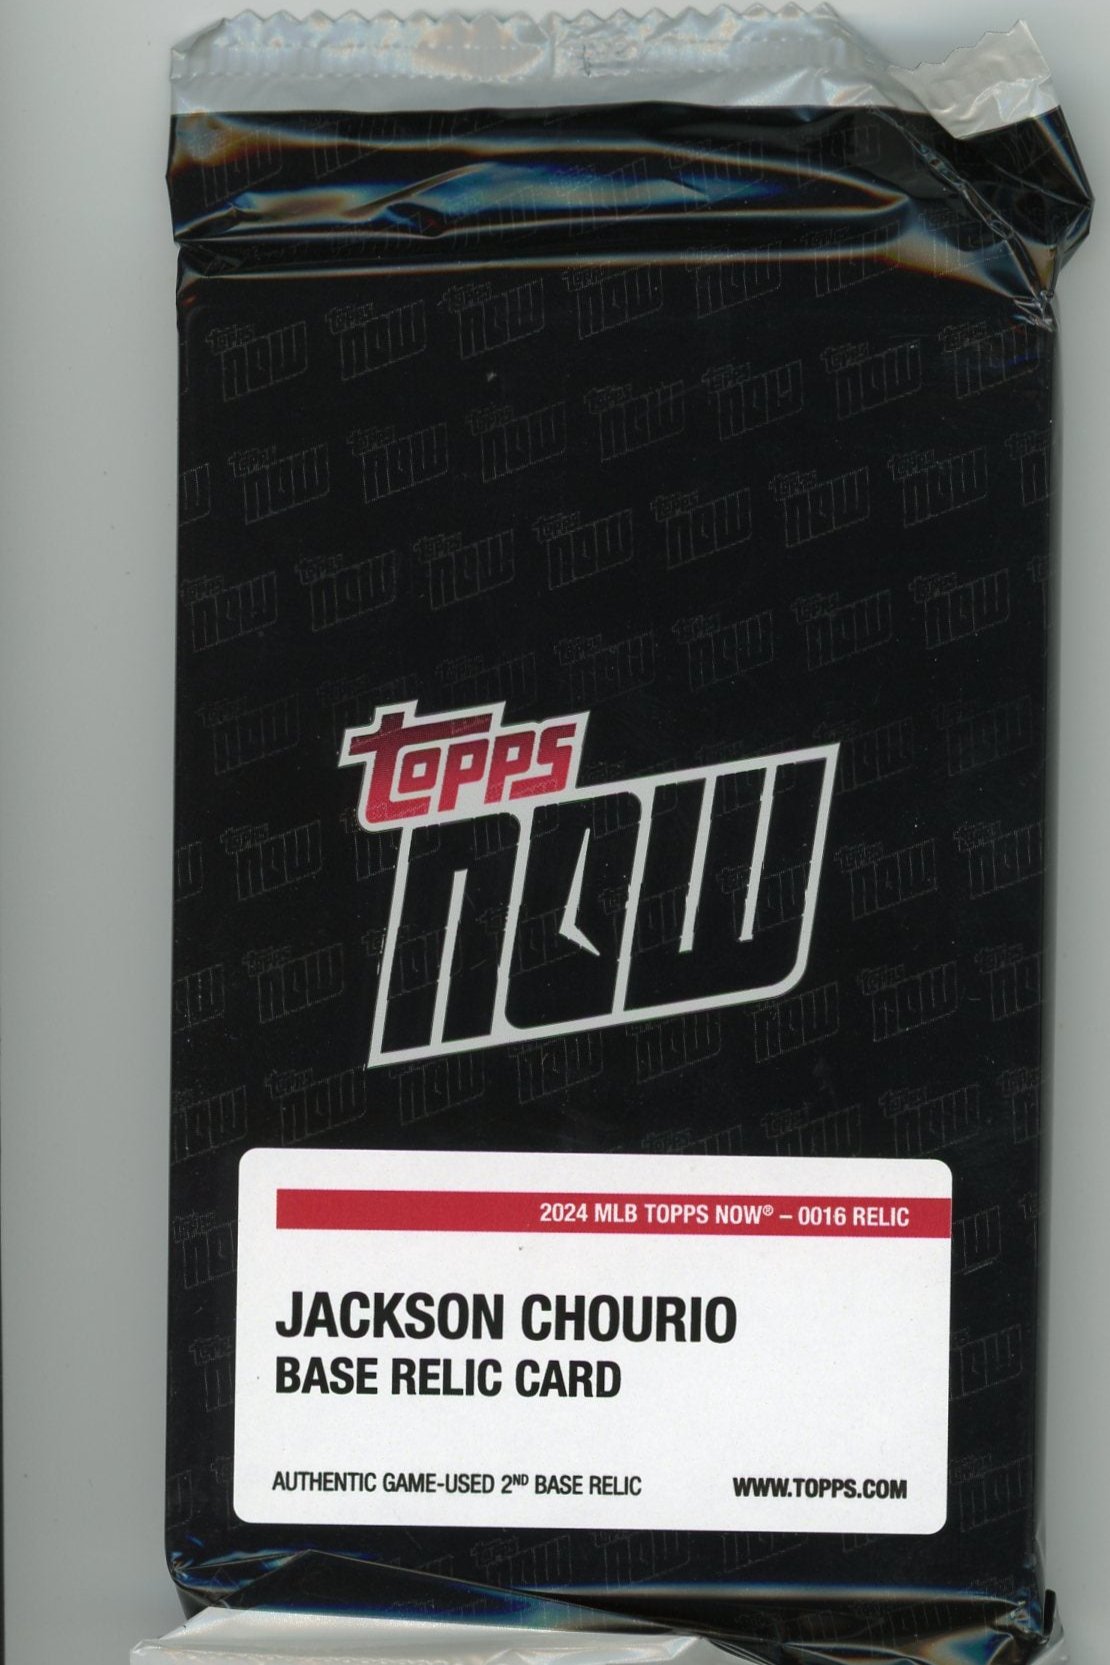 topps
now
2024 MLB TOPPS NOW® – 0016 RELIC
JACKSON CHOURIO
BASE RELIC CARD
AUTHENTIC GAME-USED 2ND BASE RELIC
WWW.TOPPS.COM